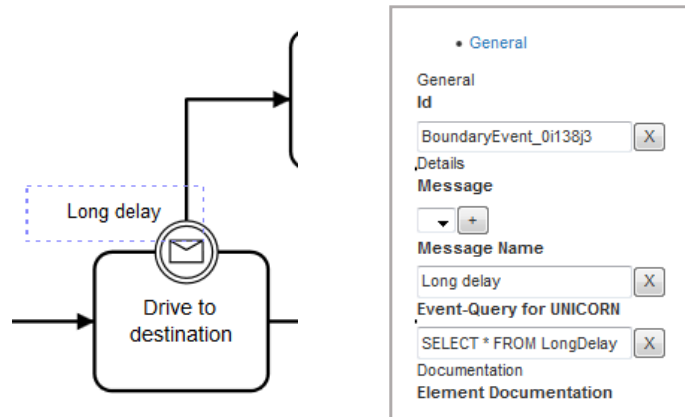 Long delay
Drive to
destination
General
General
Id
BoundaryEvent_0i138j3
X
Details
Message
+
Message Name
Long delay
X
Event-Query for UNICORN
SELECT * FROM LongDelay
X
Documentation
Element Documentation